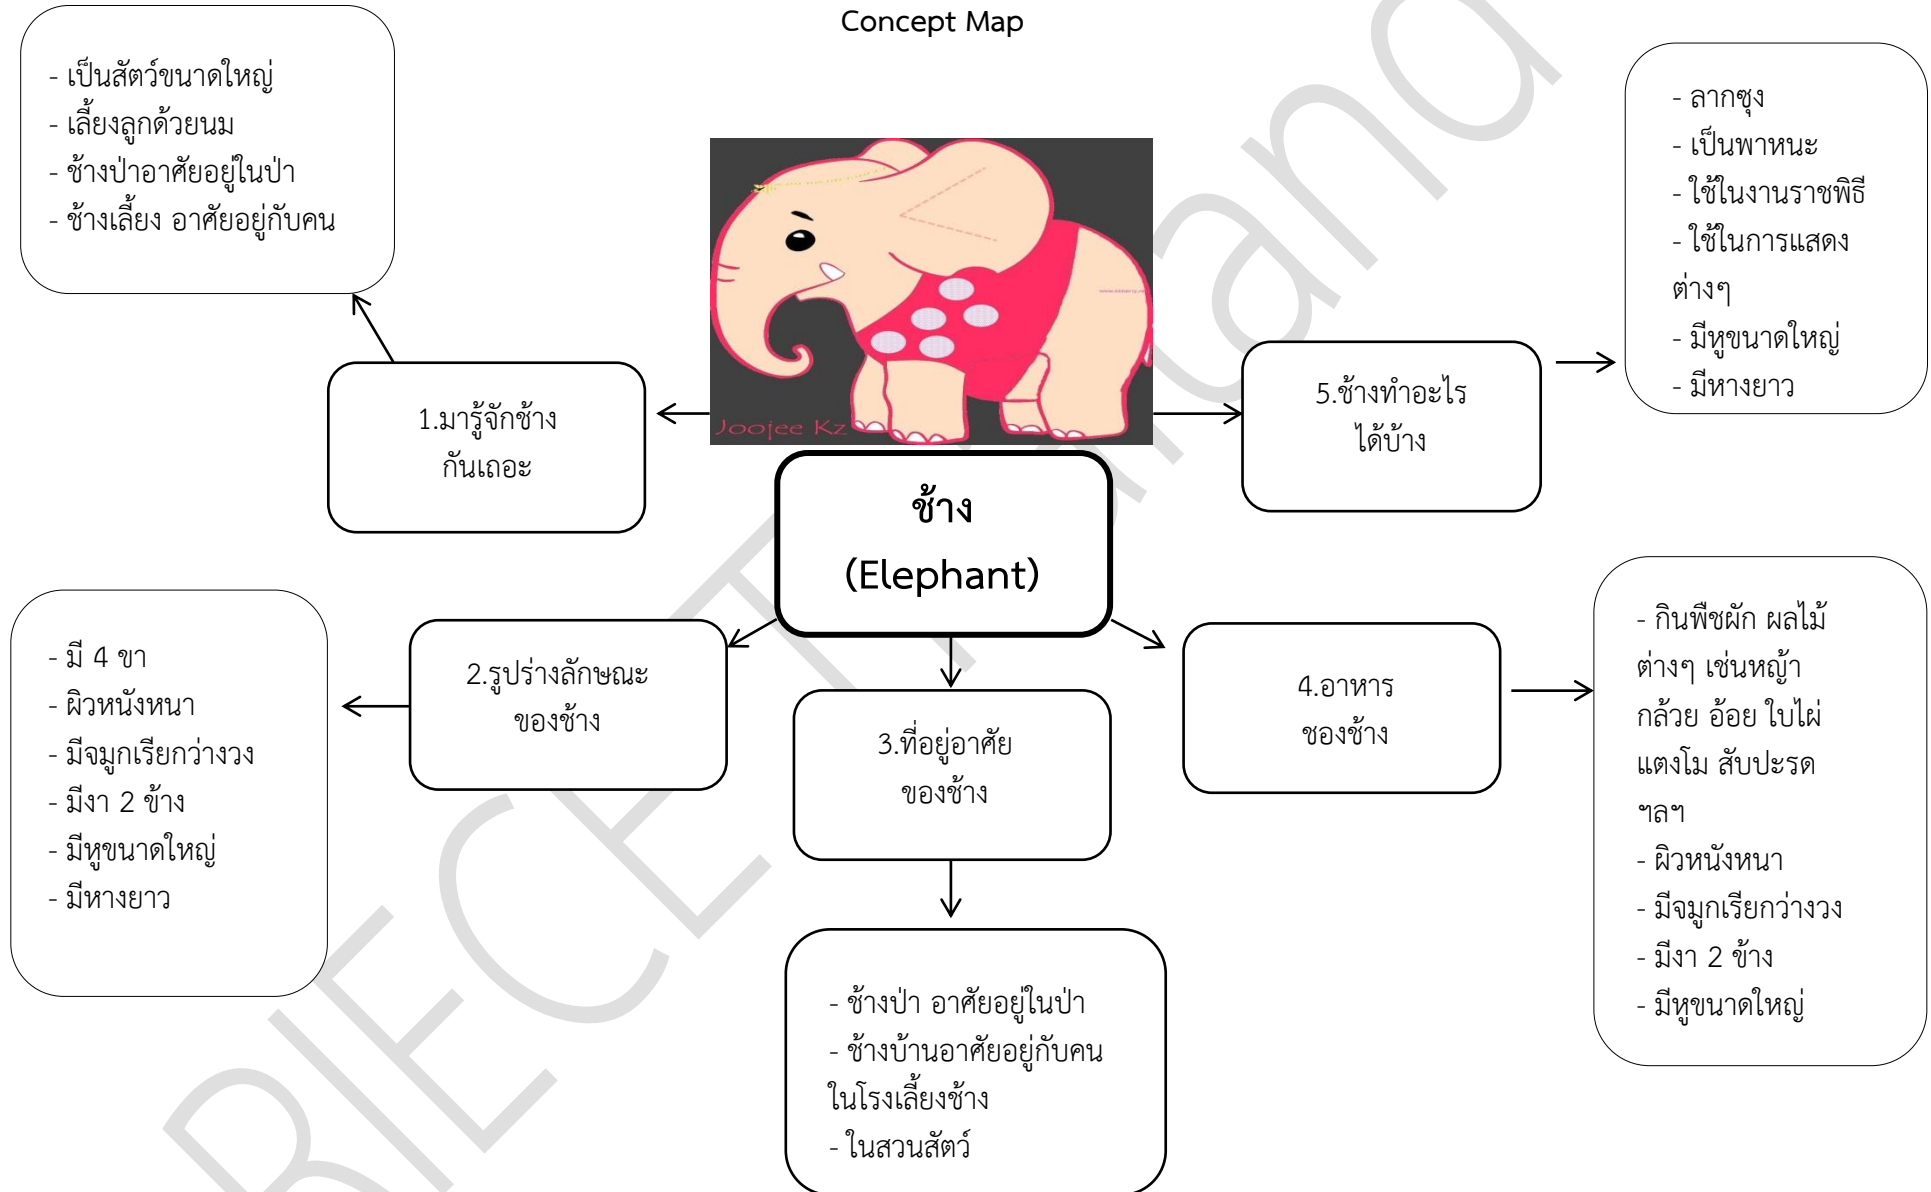 Concept Map
- เป็นสัตว์ขนาดใหญ่
- เลี้ยงลูกด้วยนม
- ช้างป่าอาศัยอยู่ในป่า
- ช้างเลี้ยง อาศัยอยู่กับคน
1.มารู้จักช้าง
กันเถอะ
Joojee Kz
ช้าง
(Elephant)
5.ช้างทำอะไร
ได้บ้าง
- ลากซุง
- เป็นพาหนะ
- ใช้ในงานราชพิธี
- ใช้ในการแสดง
ต่างๆ
- มีหูขนาดใหญ่
- มีหางยาว
- มี 4 ขา
- ผิวหนังหนา
- มีจมูกเรียกว่างวง
- มีงา 2 ข้าง
- มีหูขนาดใหญ่
- มีหางยาว
2.รูปร่างลักษณะ
ของช้าง
3.ที่อยู่อาศัย
ของช้าง
- ช้างป่า อาศัยอยู่ในป่า
- ช้างบ้านอาศัยอยู่กับคน
ในโรงเลี้ยงช้าง
- ในสวนสัตว์
4.อาหาร
ชองช้าง
- กินพืชผัก ผลไม้
ต่างๆ เช่นหญ้า
กล้วย อ้อย ใบไผ่
แตงโม สับปะรด
ฯลฯ
- ผิวหนังหนา
- มีจมูกเรียกว่างวง
- มีงา 2 ข้าง
- มีหูขนาดใหญ่